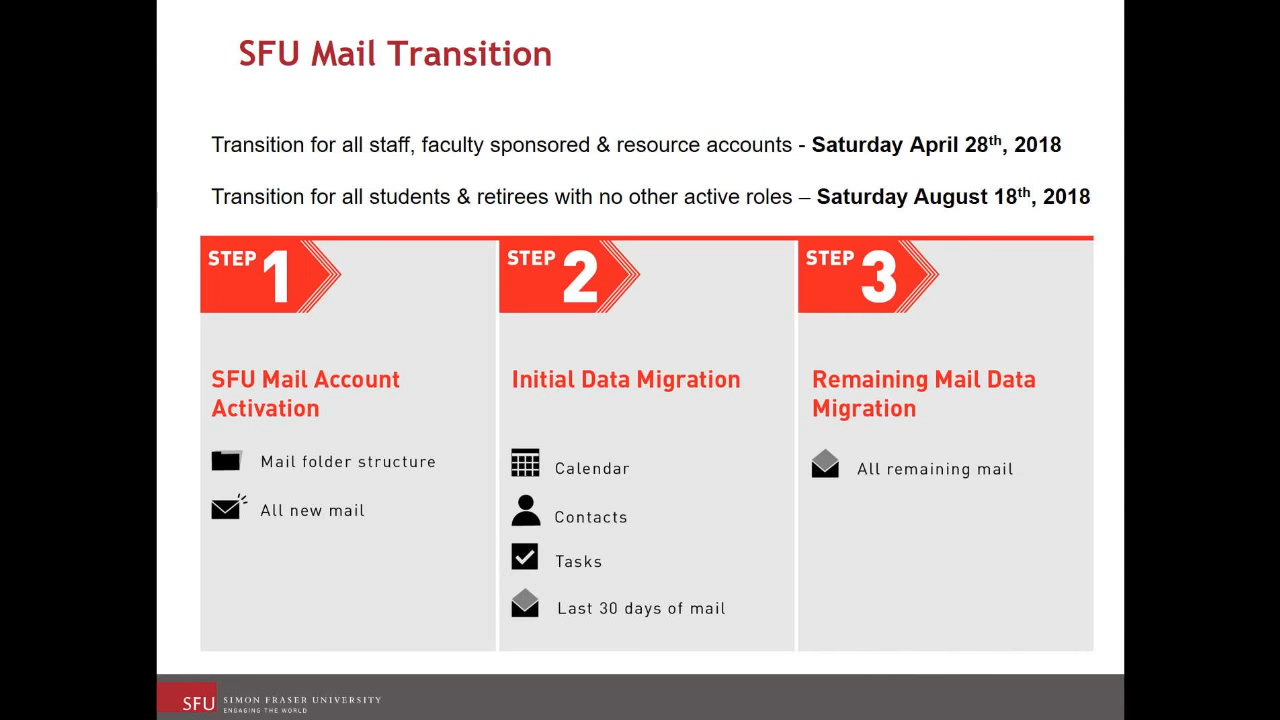 SFU Mail Transition
Transition for all staff, faculty sponsored & resource accounts - Saturday April 28th, 2018
Transition for all students & retirees with no other active roles – Saturday August 18th, 2018
STEP 1
SFU Mail Account
Activation
Mail folder structure
All new mail
STEP 2
Initial Data Migration
Calendar
Contacts
Tasks
Last 30 days of mail
STEP 3
Remaining Mail Data
Migration
All remaining mail
SFU
SIMON FRASER UNIVERSITY
ENGAGING THE WORLD